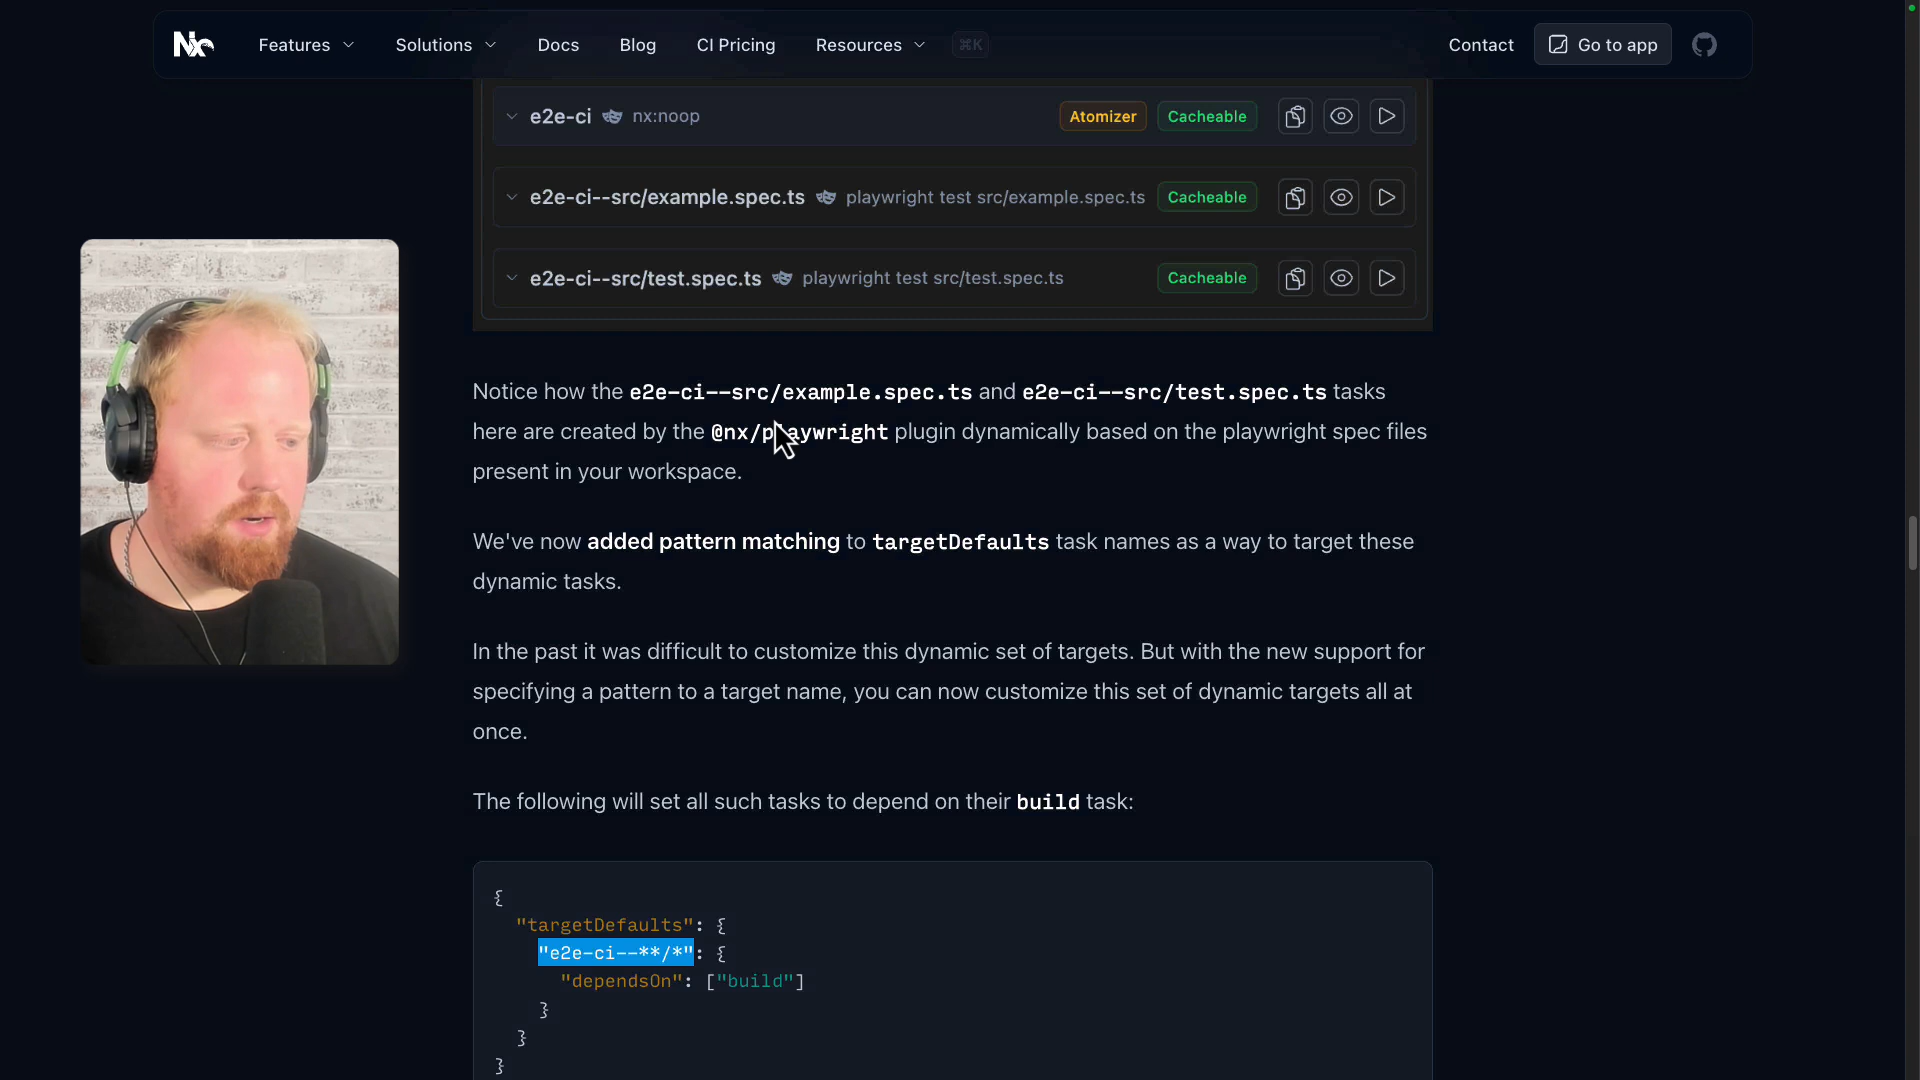 Nx Features Solutions Docs Blog CI Pricing Resources ⌘K Contact Go to app
e2e-ci nx:noop Atomizer Cacheable
e2e-ci--src/example.spec.ts playwright test src/example.spec.ts Cacheable
e2e-ci--src/test.spec.ts playwright test src/test.spec.ts Cacheable
Notice how the e2e-ci--src/example.spec.ts and e2e-ci--src/test.spec.ts tasks
here are created by the @nx/playwright plugin dynamically based on the playwright spec files
present in your workspace.
We've now added pattern matching to targetDefaults task names as a way to target these
dynamic tasks.
In the past it was difficult to customize this dynamic set of targets. But with the new support for
specifying a pattern to a target name, you can now customize this set of dynamic targets all at
once.
The following will set all such tasks to depend on their build task:
{
"targetDefaults": {
"e2e-ci--**/*": {
"dependsOn": ["build"]
}
}
}